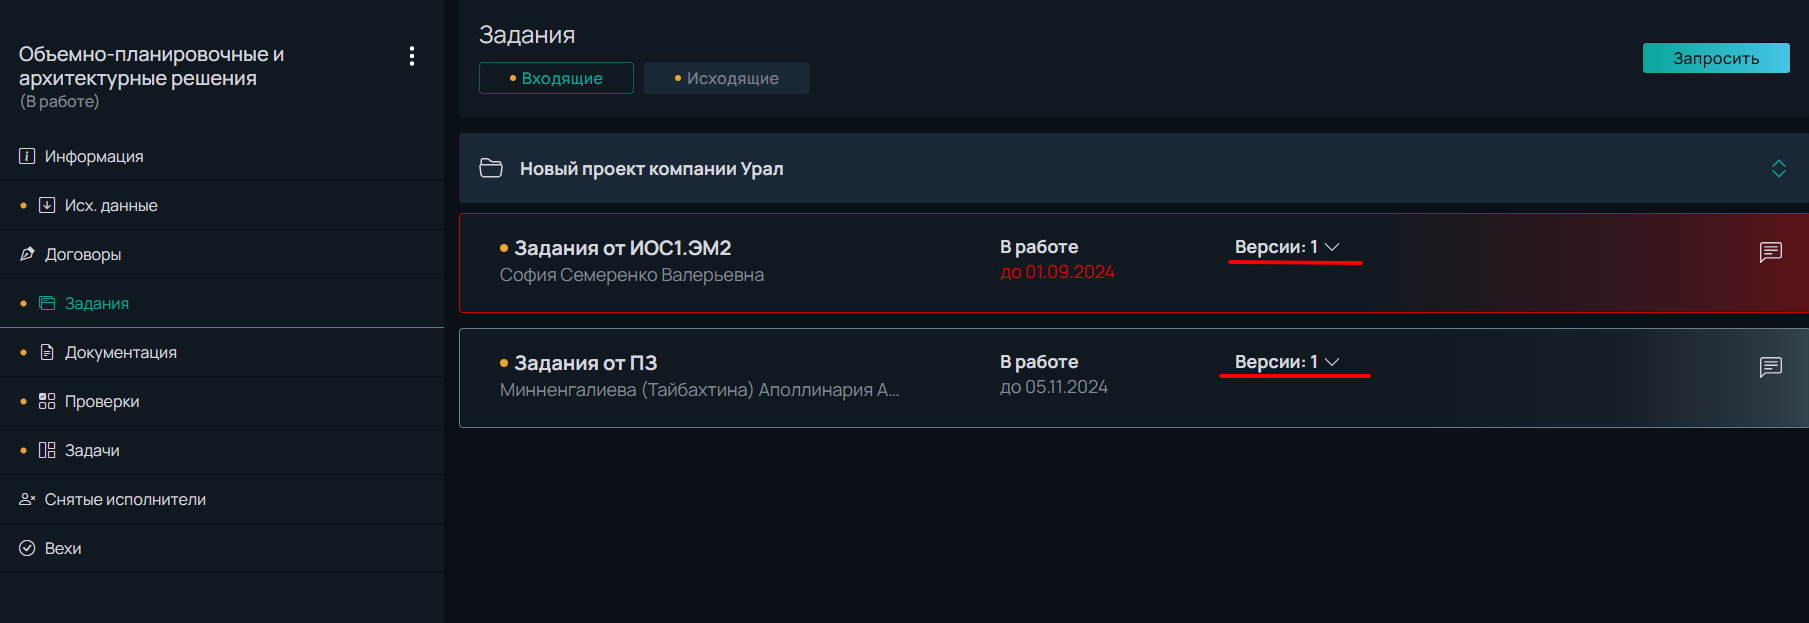 Объемно-планировочные и
архитектурные решения
(В работе)
Информация
Исх. данные
Договоры
Задания
Документация
Проверки
Задачи
Снятые исполнители
Вехи
Задания
Входящие
Исходящие
Запросить
Новый проект компании Урал
Задания от ИОС1.ЭМ2
София Семеренко Валерьевна
В работе
до 01.09.2024
Версии: 1
Задания от ПЗ
Минненгалиева (Тайбахтина) Аполлинария А...
В работе
до 05.11.2024
Версии: 1